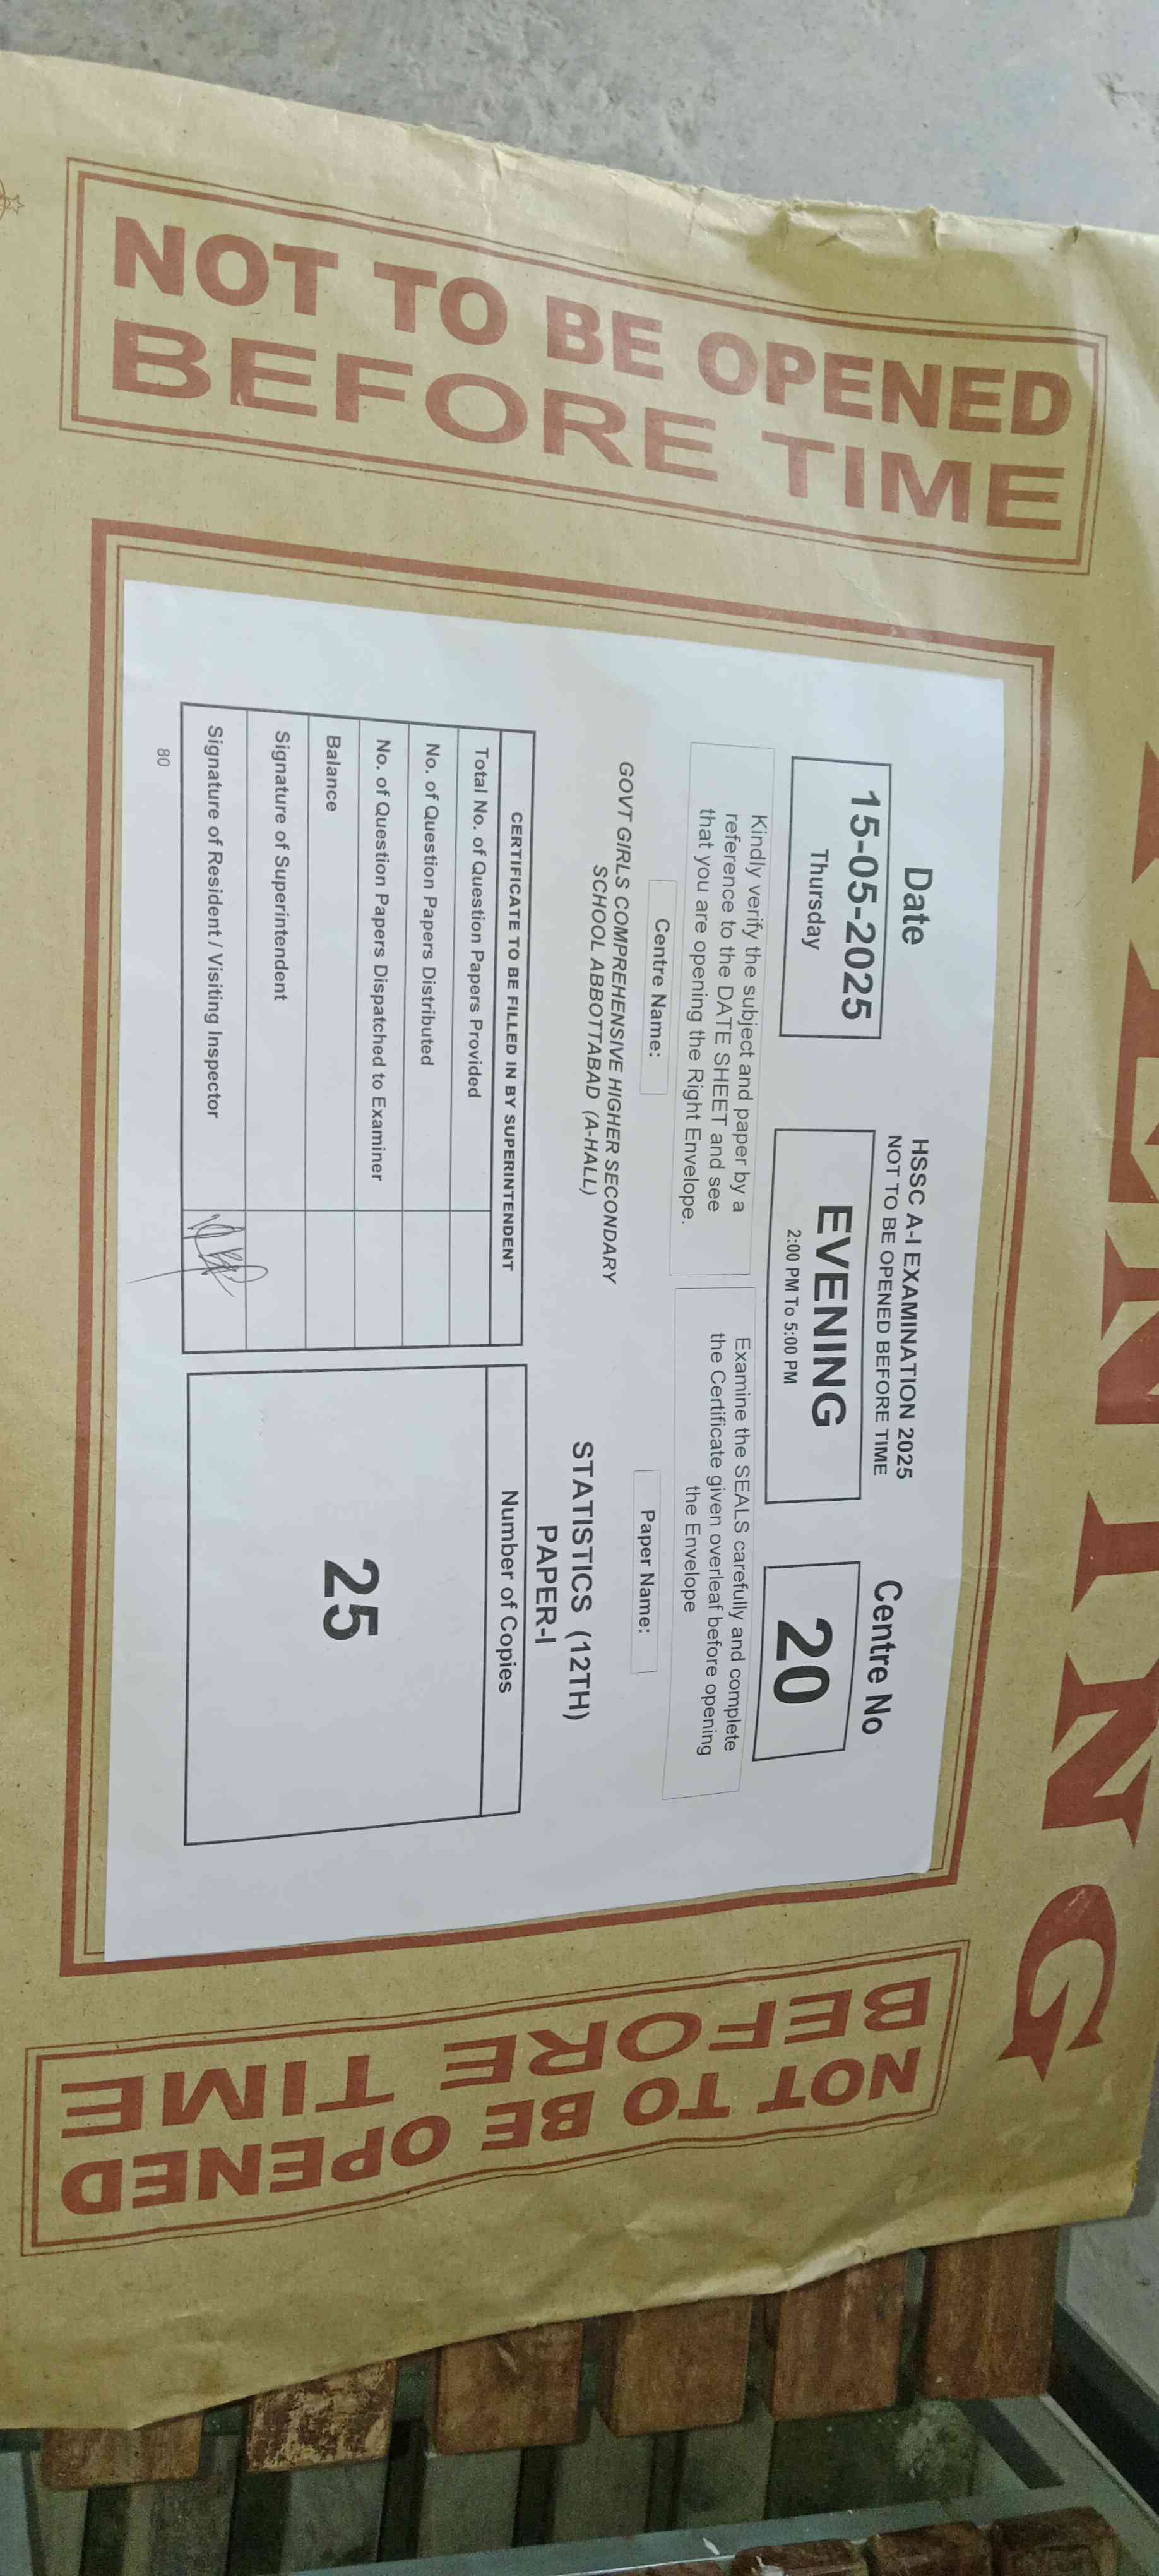 NOT TO BE OPENED
BEFORE TIME
Date
15-05-2025
Thursday
HSSC A-I EXAMINATION 2025
NOT TO BE OPENED BEFORE TIME
EVENING
2:00 PM To 5:00 PM
Centre No
20
Kindly verify the subject and paper by a
reference to the DATE SHEET and see
that you are opening the Right Envelope.
Examine the SEALS carefully and complete
the Certificate given overleaf before opening
the Envelope
Centre Name:
GOVT GIRLS COMPREHENSIVE HIGHER SECONDARY
SCHOOL ABBOTTABAD (A-HALL)
Paper Name:
STATISTICS (12TH)
PAPER-I
CERTIFICATE TO BE FILLED IN BY SUPERINTENDENT
Total No. of Question Papers Provided
No. of Question Papers Distributed
No. of Question Papers Dispatched to Examiner
Balance
Signature of Superintendent
Signature of Resident / Visiting Inspector
Number of Copies
25
80
NOT TO BE OPENED
BEFORE TIME